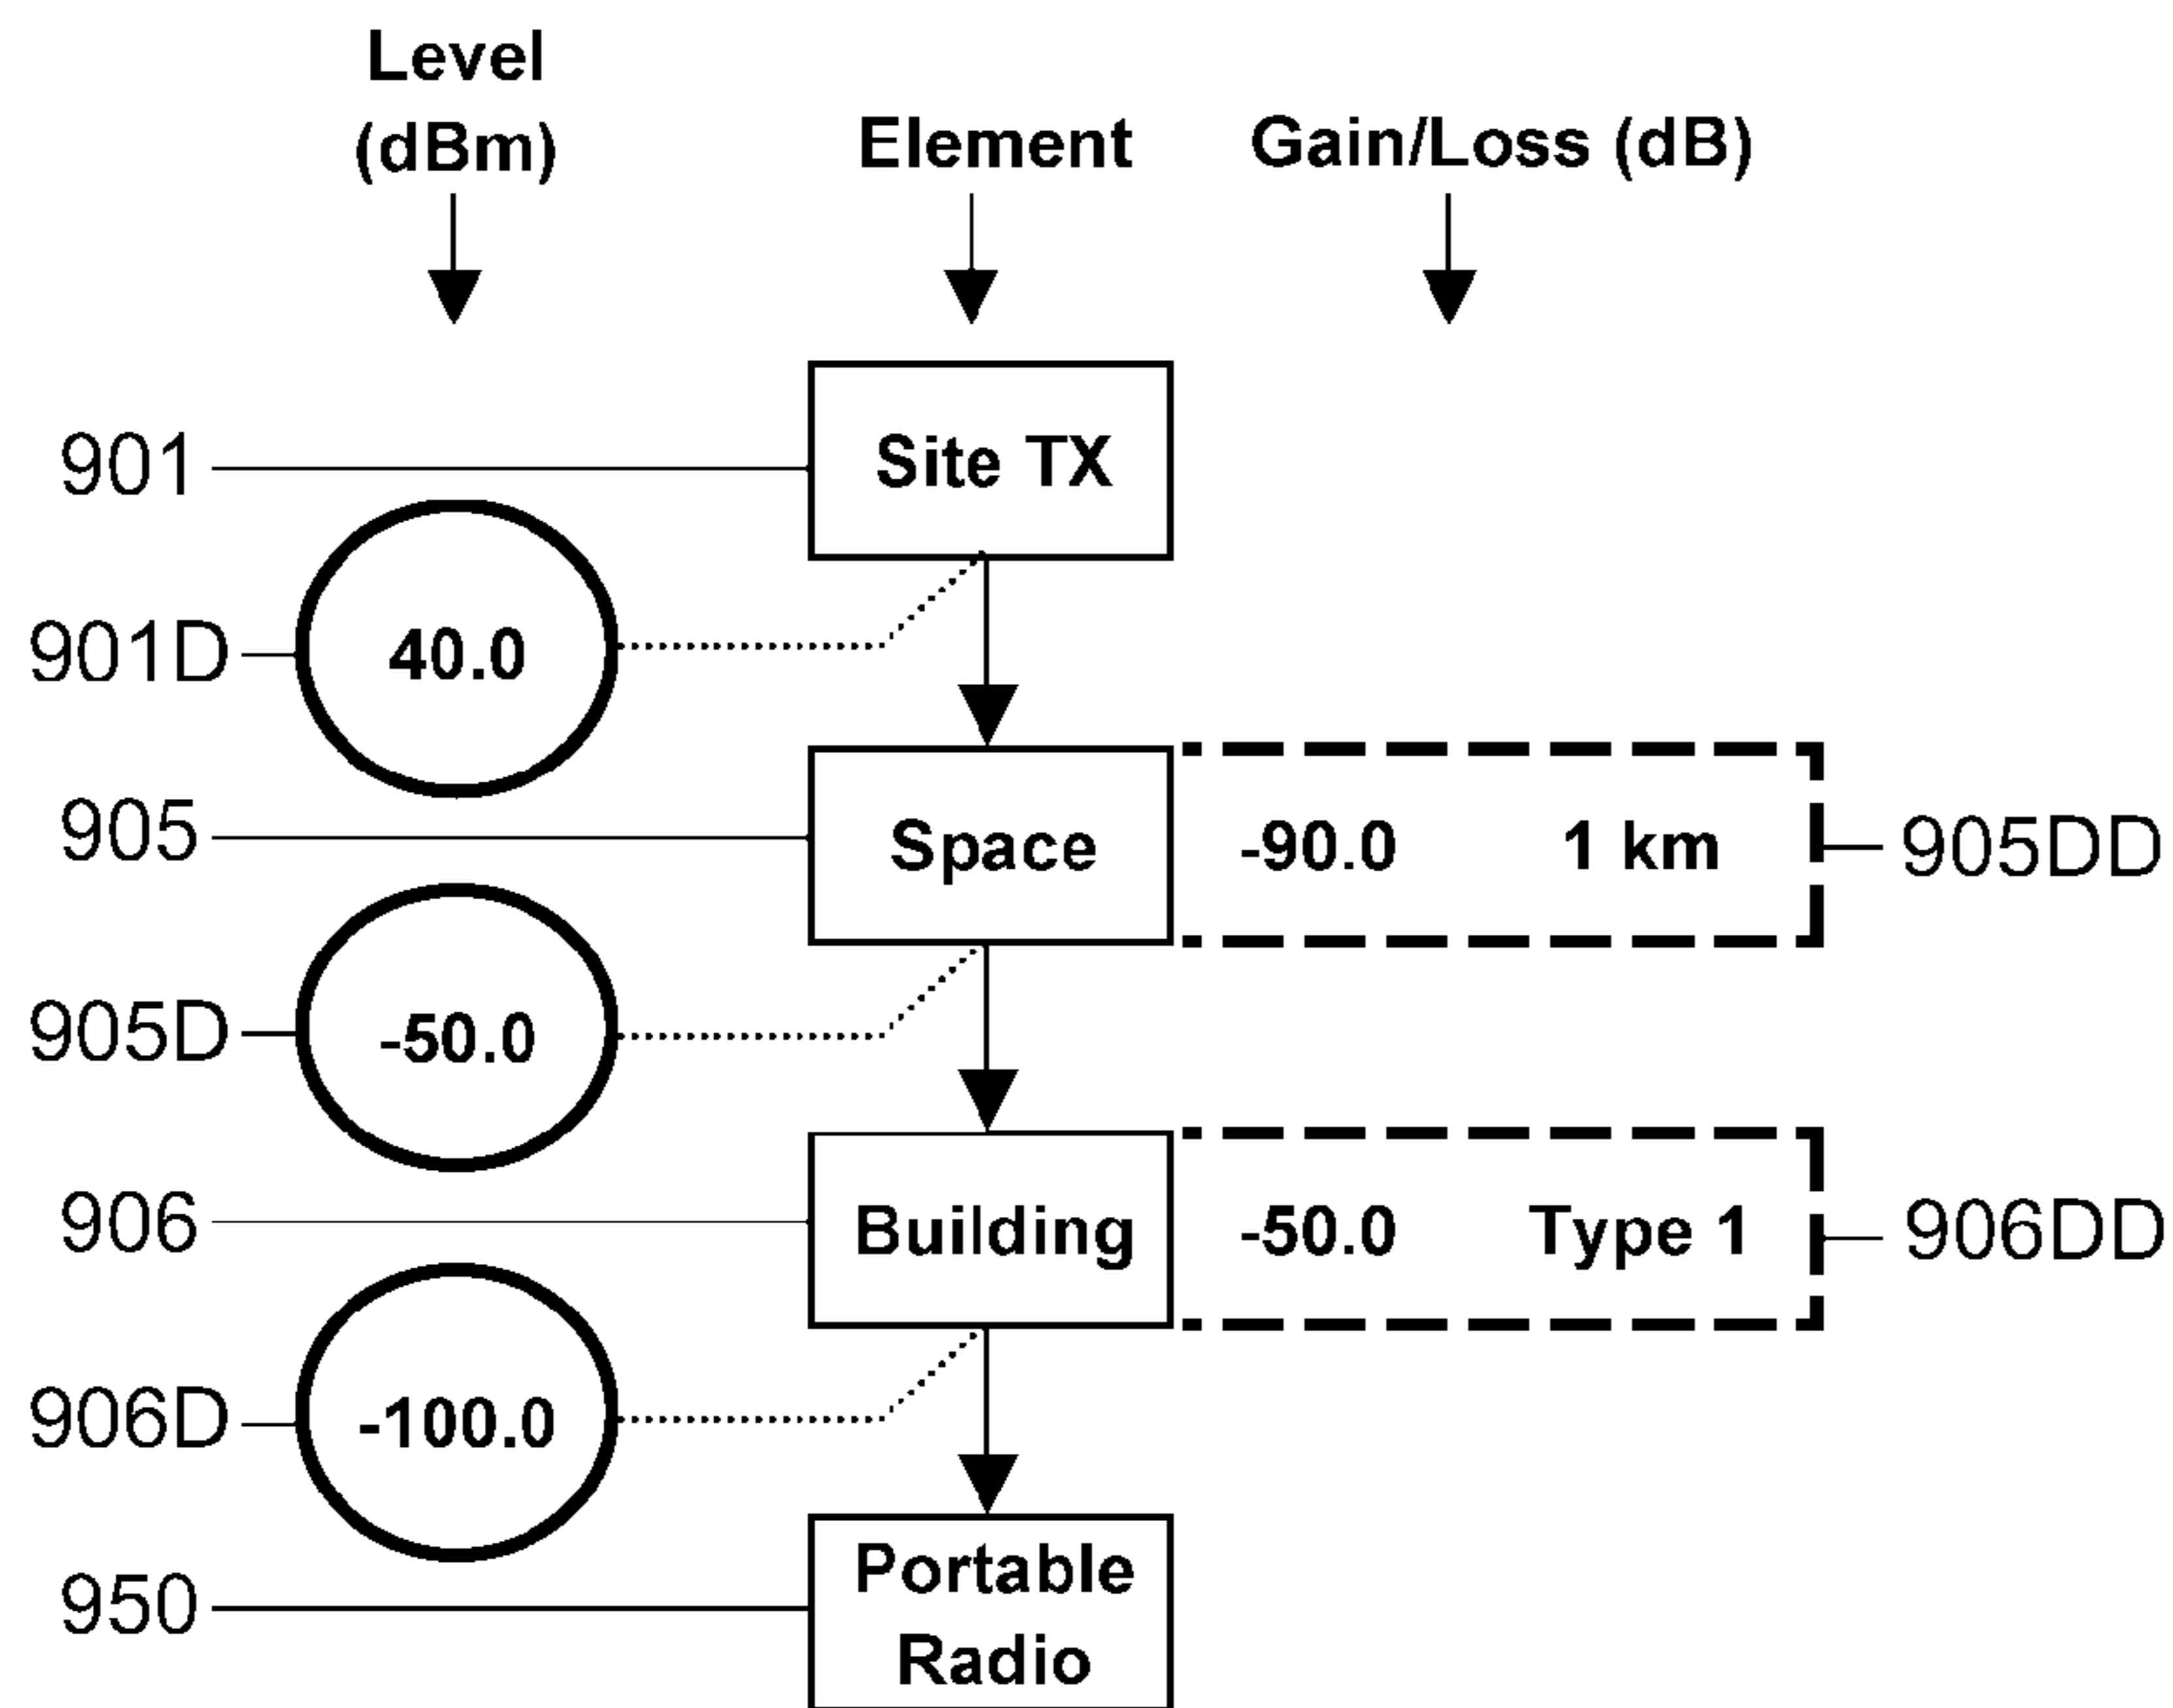 Level
(dBm)
Element
Gain/Loss (dB)
901
Site TX
901D
40.0
905
Space
-90.0 1 km
905DD
905D
-50.0
906
Building
-50.0 Type 1
906DD
906D
-100.0
950
Portable
Radio